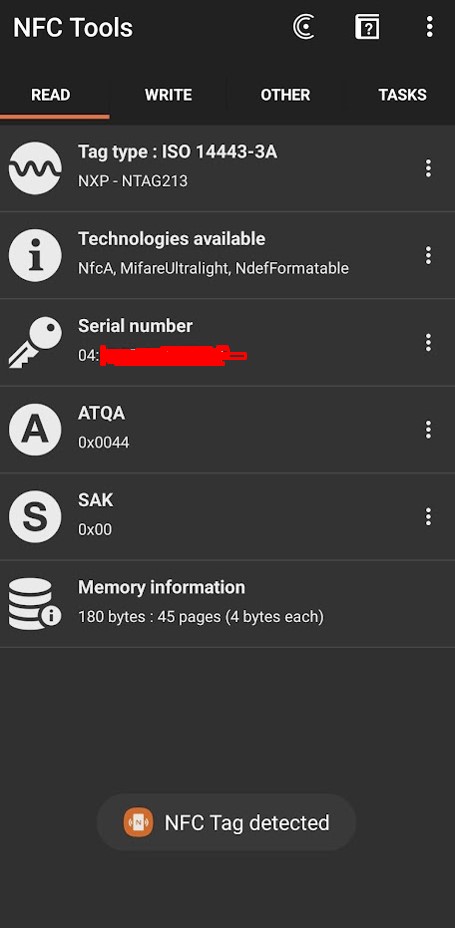 NFC Tools
READ WRITE OTHER TASKS
Tag type : ISO 14443-3A
NXP - NTAG213
Technologies available
NfcA, MifareUltralight, NdefFormatable
Serial number
04:
ATQA
0x0044
SAK
0x00
Memory information
180 bytes : 45 pages (4 bytes each)
NFC Tag detected